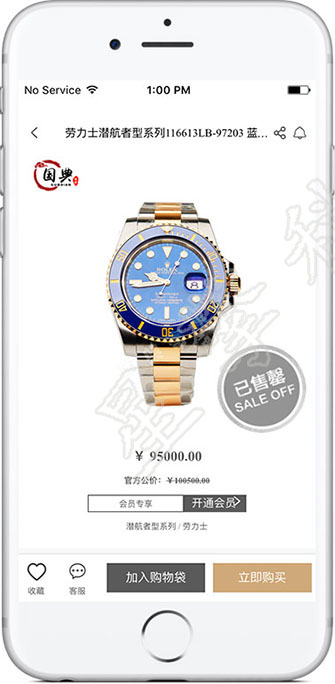 No Service 1:00 PM
劳力士潜航者型系列116613LB-97203 蓝...
国典
GUODIAN
ROLEX
已售罄
SALE OFF
¥ 95000.00
官方公价：￥100500.00
会员专享 开通会员
潜航者型系列 / 劳力士
收藏 客服 加入购物袋 立即购买